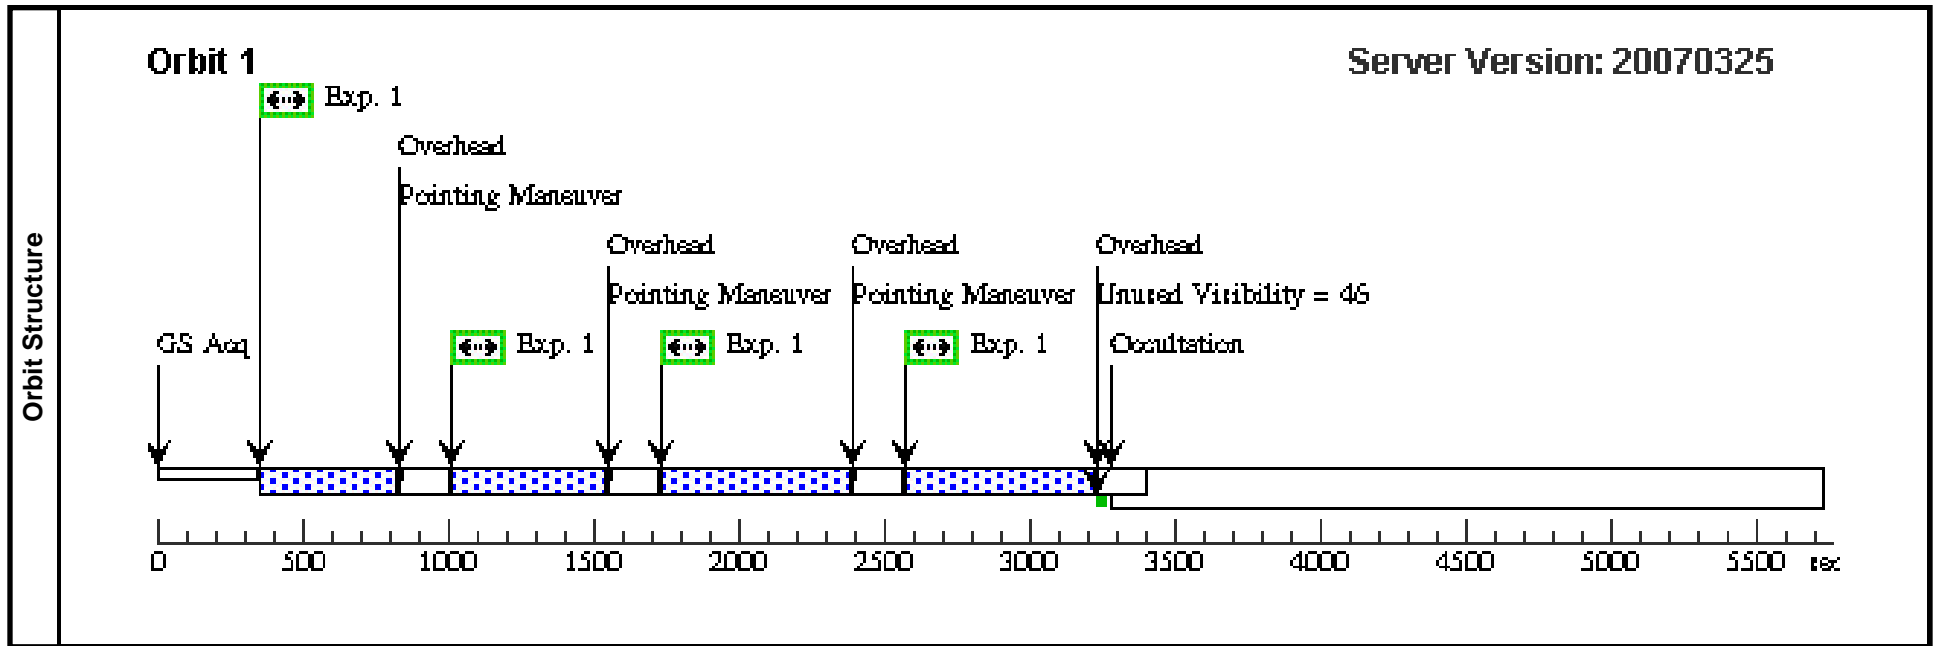 Orbit Structure
Orbit 1
Server Version: 20070325
Exp. 1
Overhead
Pointing Maneuver
Overhead
Overhead
Overhead
Pointing Maneuver
Pointing Maneuver
Unused Visibility = 46
GS Acq
Exp. 1
Exp. 1
Exp. 1
Occultation
0 500 1000 1500 2000 2500 3000 3500 4000 4500 5000 5500 sec